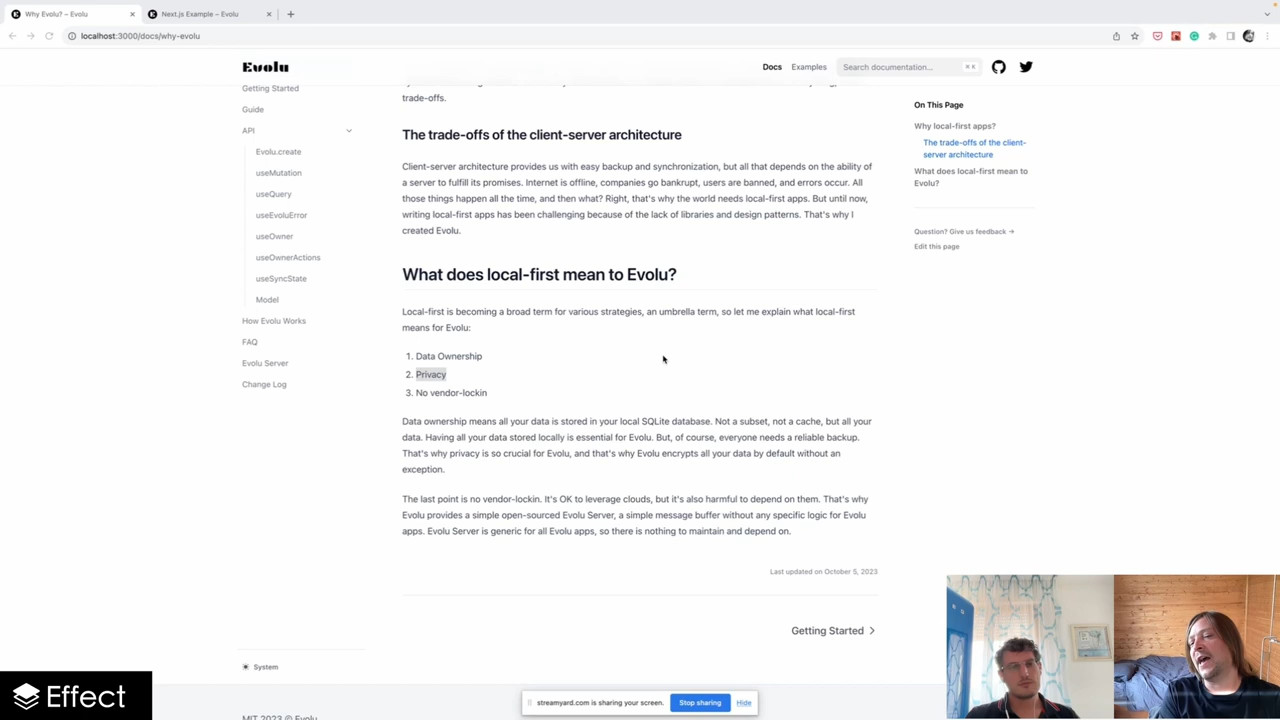 Why Evolu? – Evolu
Next.js Example – Evolu
localhost:3000/docs/why-evolu
Evolu
Docs
Examples
Search documentation...
⌘ K
Getting Started
Guide
API
Evolu.create
useMutation
useQuery
useEvoluError
useOwner
useOwnerActions
useSyncState
Model
How Evolu Works
FAQ
Evolu Server
Change Log
System
trade-offs.
The trade-offs of the client-server architecture
Client-server architecture provides us with easy backup and synchronization, but all that depends on the ability of
a server to fulfill its promises. Internet is offline, companies go bankrupt, users are banned, and errors occur. All
those things happen all the time, and then what? Right, that's why the world needs local-first apps. But until now,
writing local-first apps has been challenging because of the lack of libraries and design patterns. That's why I
created Evolu.
What does local-first mean to Evolu?
Local-first is becoming a broad term for various strategies, an umbrella term, so let me explain what local-first
means for Evolu:
1. Data Ownership
2. Privacy
3. No vendor-lockin
Data ownership means all your data is stored in your local SQLite database. Not a subset, not a cache, but all your
data. Having all your data stored locally is essential for Evolu. But, of course, everyone needs a reliable backup.
That's why privacy is so crucial for Evolu, and that's why Evolu encrypts all your data by default without an
exception.
The last point is no vendor-lockin. It's OK to leverage clouds, but it's also harmful to depend on them. That's why
Evolu provides a simple open-sourced Evolu Server, a simple message buffer without any specific logic for Evolu
apps. Evolu Server is generic for all Evolu apps, so there is nothing to maintain and depend on.
Last updated on October 5, 2023
Getting Started
On This Page
Why local-first apps?
The trade-offs of the client-
server architecture
What does local-first mean to
Evolu?
Question? Give us feedback →
Edit this page
MIT 2023 © Evolu
streamyard.com is sharing your screen.
Stop sharing
Hide
Effect